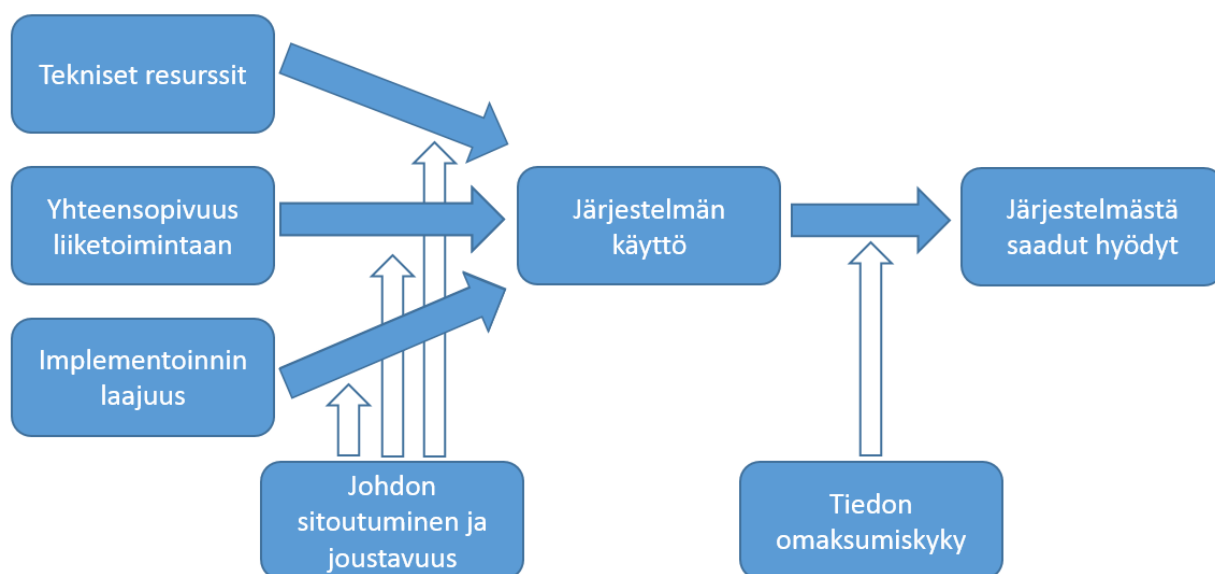 Tekniset resurssit
Yhteensopivuus
liiketoimintaan
Implementoinnin
laajuus
Johdon
sitoutuminen ja
joustavuus
Järjestelmän
käyttö
Tiedon
omaksumiskyky
Järjestelmästä
saadut hyödyt